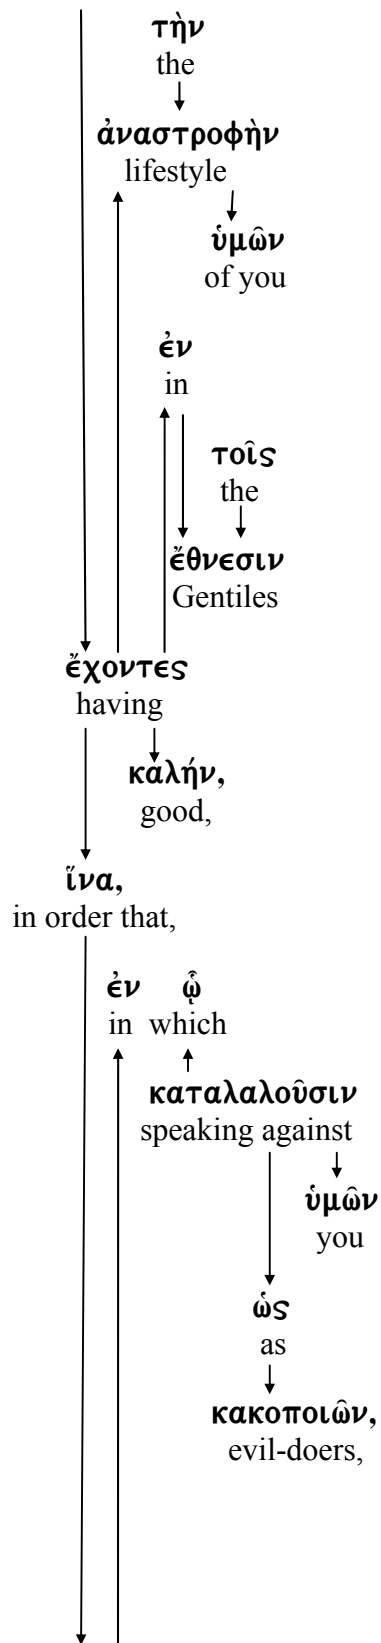 τὴν
the
ἀναστροφὴν
lifestyle
ὑμῶν
of you
ἐν
in
τοῖς
the
ἔθνεσιν
Gentiles
ἔχοντες
having
καλήν,
good,
ἵνα,
in order that,
ἐν ᾧ
in which
καταλαλοῦσιν
speaking against
ὑμῶν
you
ὡς
as
κακοποιῶν,
evil-doers,